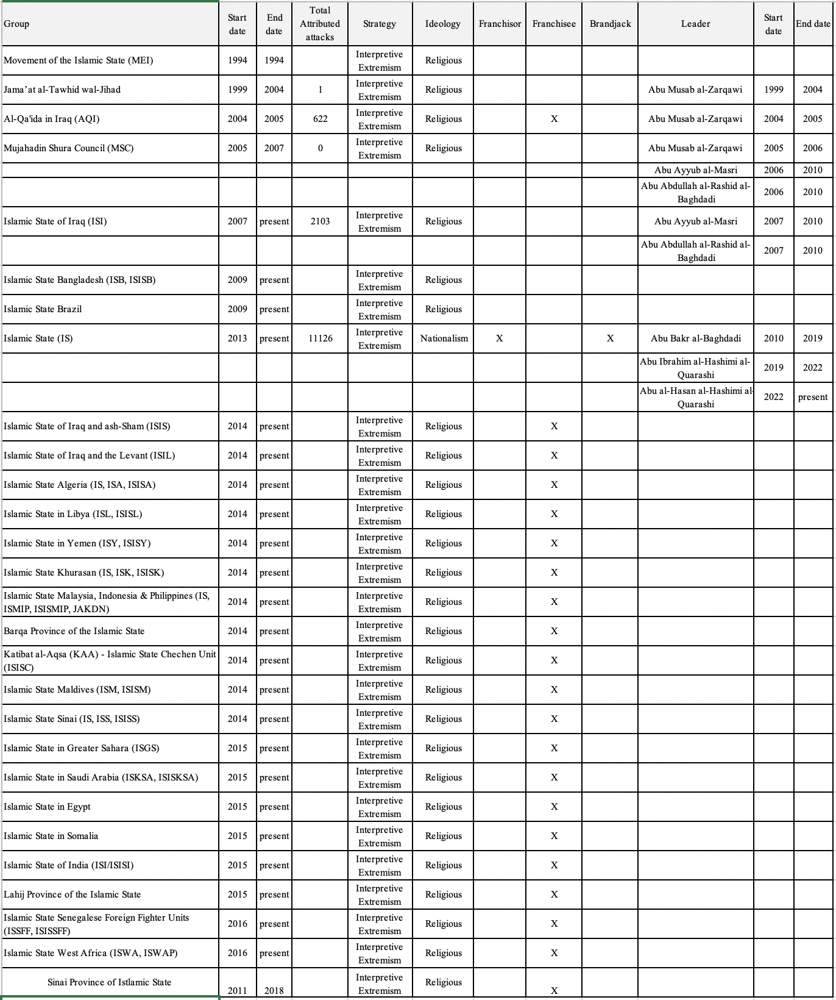 Group Start date End date Total Attributed attacks Strategy Ideology Franchisor Franchisee Brandjack Leader Start date End date
Movement of the Islamic State (MEI) 1994 1994 Interpretive Extremism Religious
Jama’at al-Tawhid wal-Jihad 1999 2004 1 Interpretive Extremism Religious Abu Musab al-Zarqawi 1999 2004
Al-Qa'ida in Iraq (AQI) 2004 2005 622 Interpretive Extremism Religious X Abu Musab al-Zarqawi 2004 2005
Mujahadin Shura Council (MSC) 2005 2007 0 Interpretive Extremism Religious Abu Musab al-Zarqawi 2005 2006
Abu Ayyub al-Masri 2006 2010
Abu Abdullah al-Rashid al-Baghdadi 2006 2010
Islamic State of Iraq (ISI) 2007 present 2103 Interpretive Extremism Religious Abu Ayyub al-Masri 2007 2010
Abu Abdullah al-Rashid al-Baghdadi 2007 2010
Islamic State Bangladesh (ISB, ISISB) 2009 present Interpretive Extremism Religious
Islamic State Brazil 2009 present Interpretive Extremism Religious
Islamic State (IS) 2013 present 11126 Interpretive Extremism Nationalism X X Abu Bakr al-Baghdadi 2010 2019
Abu Ibrahim al-Hashimi al-Quarashi 2019 2022
Abu al-Hasan al-Hashimi al-Quarashi 2022 present
Islamic State of Iraq and ash-Sham (ISIS) 2014 present Interpretive Extremism Religious X
Islamic State of Iraq and the Levant (ISIL) 2014 present Interpretive Extremism Religious X
Islamic State Algeria (IS, ISA, ISISA) 2014 present Interpretive Extremism Religious X
Islamic State in Libya (ISL, ISISL) 2014 present Interpretive Extremism Religious X
Islamic State in Yemen (ISY, ISISY) 2014 present Interpretive Extremism Religious X
Islamic State Khurasan (IS, ISK, ISISK) 2014 present Interpretive Extremism Religious X
Islamic State Malaysia, Indonesia & Philippines (IS, ISMIP, ISISMIP, JAKDN) 2014 present Interpretive Extremism Religious X
Barqa Province of the Islamic State 2014 present Interpretive Extremism Religious X
Katibat al-Aqsa (KAA) - Islamic State Chechen Unit (ISISC) 2014 present Interpretive Extremism Religious X
Islamic State Maldives (ISM, ISISM) 2014 present Interpretive Extremism Religious X
Islamic State Sinai (IS, ISS, ISISS) 2014 present Interpretive Extremism Religious X
Islamic State in Greater Sahara (ISGS) 2015 present Interpretive Extremism Religious X
Islamic State in Saudi Arabia (ISKSA, ISISKSA) 2015 present Interpretive Extremism Religious X
Islamic State in Egypt 2015 present Interpretive Extremism Religious X
Islamic State in Somalia 2015 present Interpretive Extremism Religious X
Islamic State of India (ISI/ISISI) 2015 present Interpretive Extremism Religious X
Lahij Province of the Islamic State 2015 present Interpretive Extremism Religious X
Islamic State Senegalese Foreign Fighter Units (ISSFF, ISISSFF) 2016 present Interpretive Extremism Religious X
Islamic State West Africa (ISWA, ISWAP) 2016 present Interpretive Extremism Religious X
Sinai Province of Istlamic State 2011 2018 Interpretive Extremism Religious X